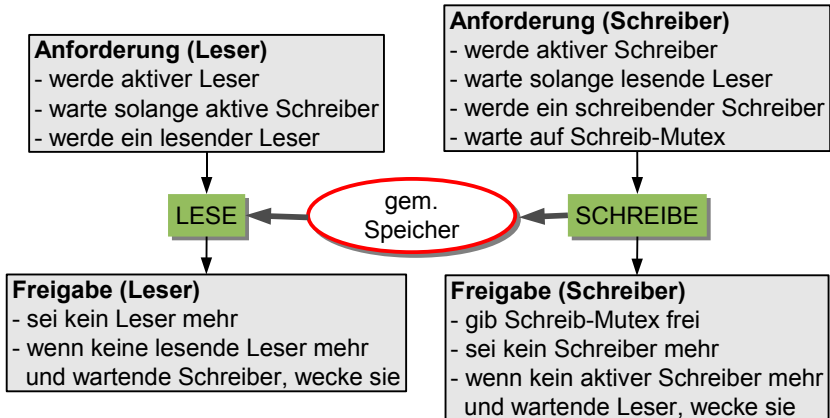 Anforderung (Leser)
- werde aktiver Leser
- warte solange aktive Schreiber
- werde ein lesender Leser
Anforderung (Schreiber)
- werde aktiver Schreiber
- warte solange lesende Leser
- werde ein schreibender Schreiber
- warte auf Schreib-Mutex
LESE
gem.
Speicher
SCHREIBE
Freigabe (Leser)
- sei kein Leser mehr
- wenn keine lesende Leser mehr
und wartende Schreiber, wecke sie
Freigabe (Schreiber)
- gib Schreib-Mutex frei
- sei kein Schreiber mehr
- wenn kein aktiver Schreiber mehr
und wartende Leser, wecke sie